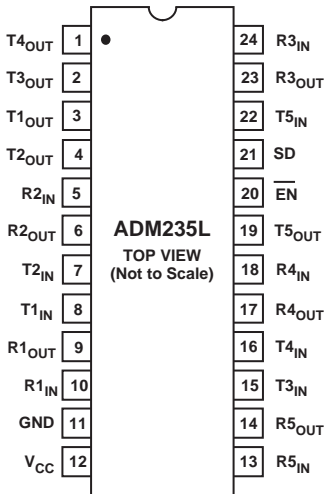 T4OUT 1 24 R3IN
T3OUT 2 23 R3OUT
T1OUT 3 22 T5IN
T2OUT 4 21 SD
R2IN 5 20 EN
R2OUT 6 ADM235L 19 T5OUT
TOP VIEW
(Not to Scale)
T2IN 7 18 R4IN
T1IN 8 17 R4OUT
R1OUT 9 16 T4IN
R1IN 10 15 T3IN
GND 11 14 R5OUT
VCC 12 13 R5IN